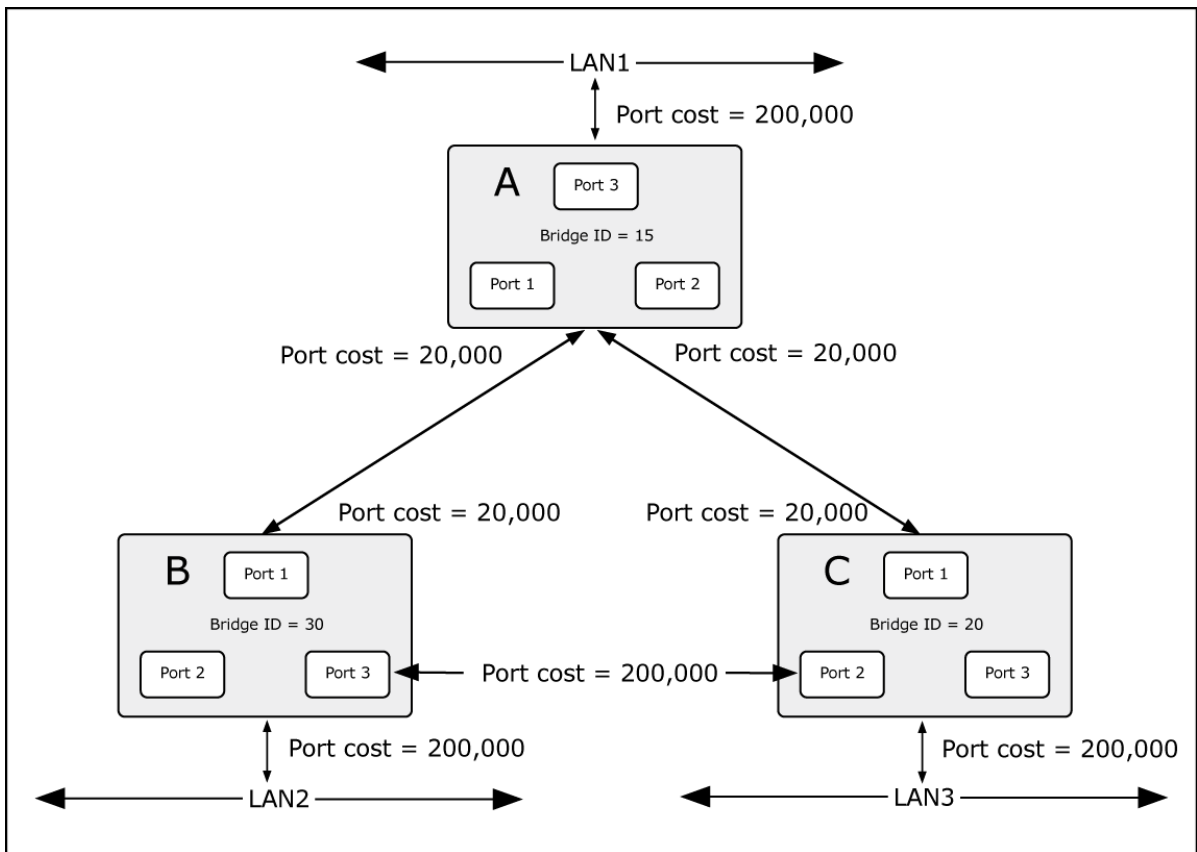 LAN1
Port cost = 200,000
A
Port 3
Bridge ID = 15
Port 1
Port 2
Port cost = 20,000
Port cost = 20,000
Port cost = 20,000
Port cost = 20,000
B
Port 1
Bridge ID = 30
Port 2
Port 3
C
Port 1
Bridge ID = 20
Port 2
Port 3
Port cost = 200,000
Port cost = 200,000
LAN2
Port cost = 200,000
LAN3